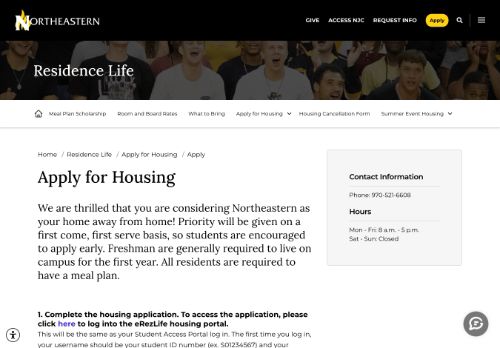 NORTHEASTERN
GIVE ACCESS NJC REQUEST INFO Apply
Residence Life
Meal Plan Scholarship Room and Board Rates What to Bring Apply for Housing Housing Cancellation Form Summer Event Housing
Home / Residence Life / Apply for Housing / Apply
Apply for Housing
We are thrilled that you are considering Northeastern as
your home away from home! Priority will be given on a
first come, first serve basis, so students are encouraged
to apply early. Freshman are generally required to live on
campus for the first year. All residents are required to
have a meal plan.
1. Complete the housing application. To access the application, please
click here to log into the eRezLife housing portal.
This will be the same as your Student Access Portal log in. The first time you log in,
your username should be your student ID number (ex. S01234567) and your
Contact Information
Phone: 970-521-6608
Hours
Mon - Fri: 8 a.m. - 5 p.m.
Sat - Sun: Closed